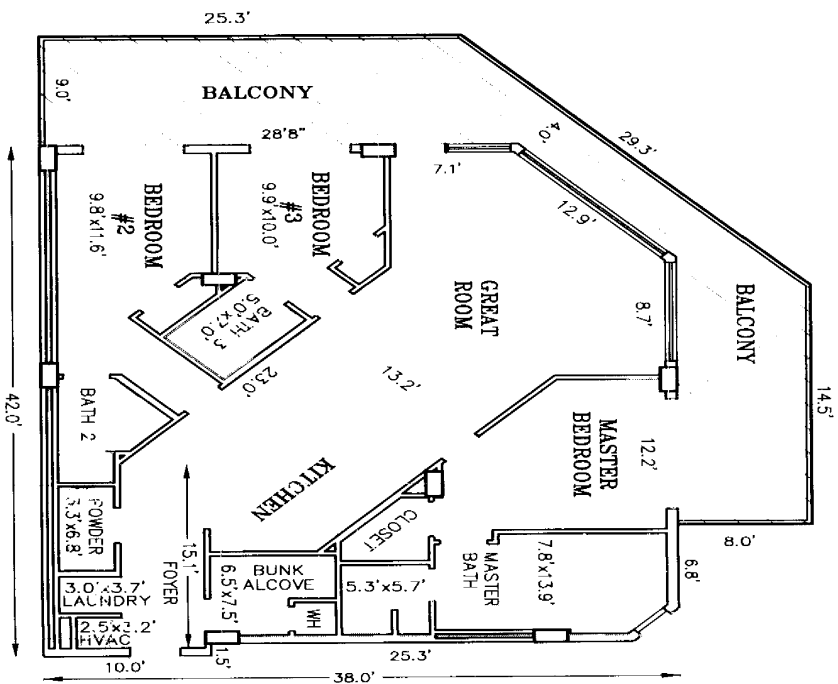 25.3'
9.0'
BALCONY
28'8"
7.1'
4.0'
29.3'
12.9'
BEDROOM
#2
9.8'x11.6'
BEDROOM
#3
9.9'x10.0'
GREAT
ROOM
8.7'
BALCONY
14.5'
BATH 3
5.0'x7.0'
23.0'
13.2'
MASTER
BEDROOM
12.2'
42.0'
BATH 2
KITCHEN
CLOSET
8.0'
POWDER
3.3'x6.8'
15.1'
FOYER
BUNK
ALCOVE
6.5'x7.5'
5.3'x5.7'
MASTER
BATH
7.8'x13.9'
6.8'
3.0'x3.7'
LAUNDRY
2.5'x3.2'
HVAC
WH
10.0'
1.5'
25.3'
38.0'